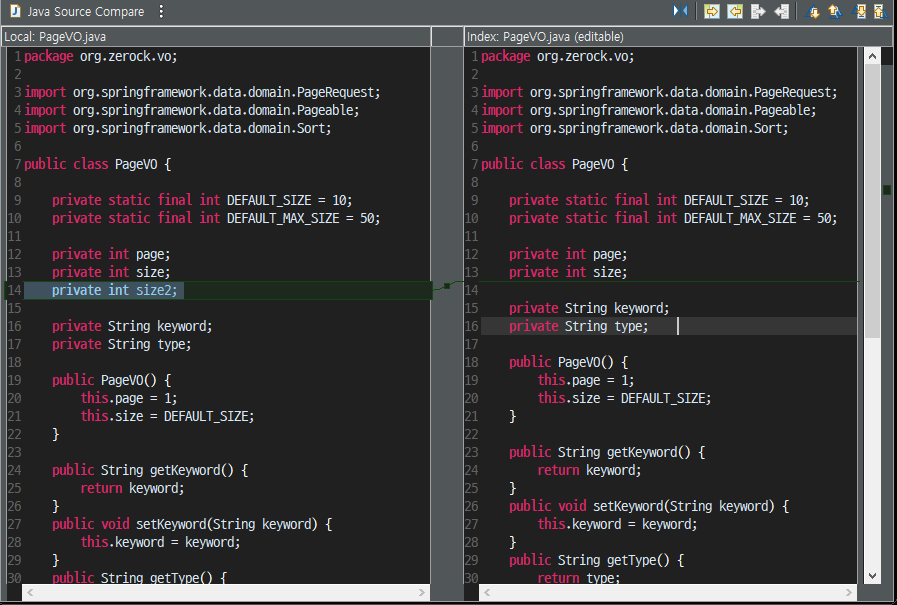 Java Source Compare
Local: PageVO.java
1 package org.zerock.vo;
2
3 import org.springframework.data.domain.PageRequest;
4 import org.springframework.data.domain.Pageable;
5 import org.springframework.data.domain.Sort;
6
7 public class PageVO {
8
9     private static final int DEFAULT_SIZE = 10;
10     private static final int DEFAULT_MAX_SIZE = 50;
11
12     private int page;
13     private int size;
14     private int size2;
15
16     private String keyword;
17     private String type;
18
19     public PageVO() {
20         this.page = 1;
21         this.size = DEFAULT_SIZE;
22     }
23
24     public String getKeyword() {
25         return keyword;
26     }
27     public void setKeyword(String keyword) {
28         this.keyword = keyword;
29     }
30     public String getType() {
Index: PageVO.java (editable)
1 package org.zerock.vo;
2
3 import org.springframework.data.domain.PageRequest;
4 import org.springframework.data.domain.Pageable;
5 import org.springframework.data.domain.Sort;
6
7 public class PageVO {
8
9     private static final int DEFAULT_SIZE = 10;
10     private static final int DEFAULT_MAX_SIZE = 50;
11
12     private int page;
13     private int size;
14
15     private String keyword;
16     private String type;
17
18     public PageVO() {
19         this.page = 1;
20         this.size = DEFAULT_SIZE;
21     }
22
23     public String getKeyword() {
24         return keyword;
25     }
26     public void setKeyword(String keyword) {
27         this.keyword = keyword;
28     }
29     public String getType() {
30         return type;